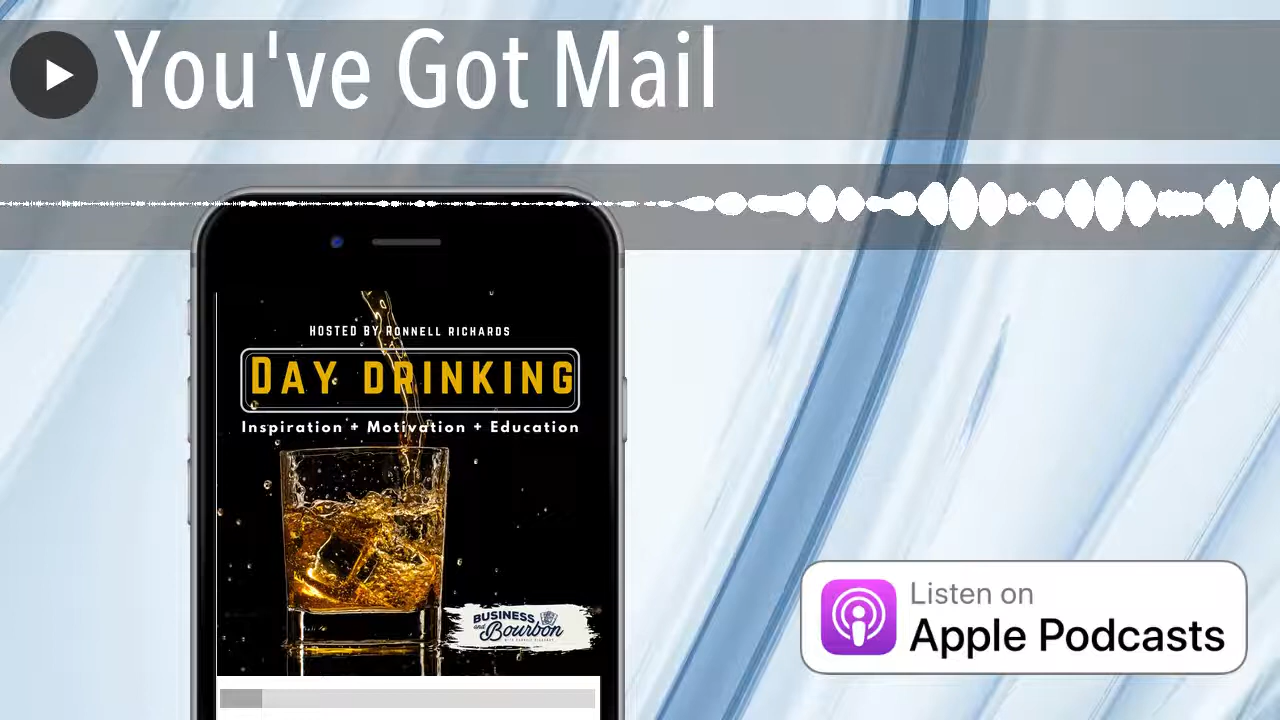 You've Got Mail
HOSTED BY RONNELL RICHARDS
DAY DRINKING
Inspiration + Motivation + Education
BUSINESS
and
Bourbon
Listen on
Apple Podcasts